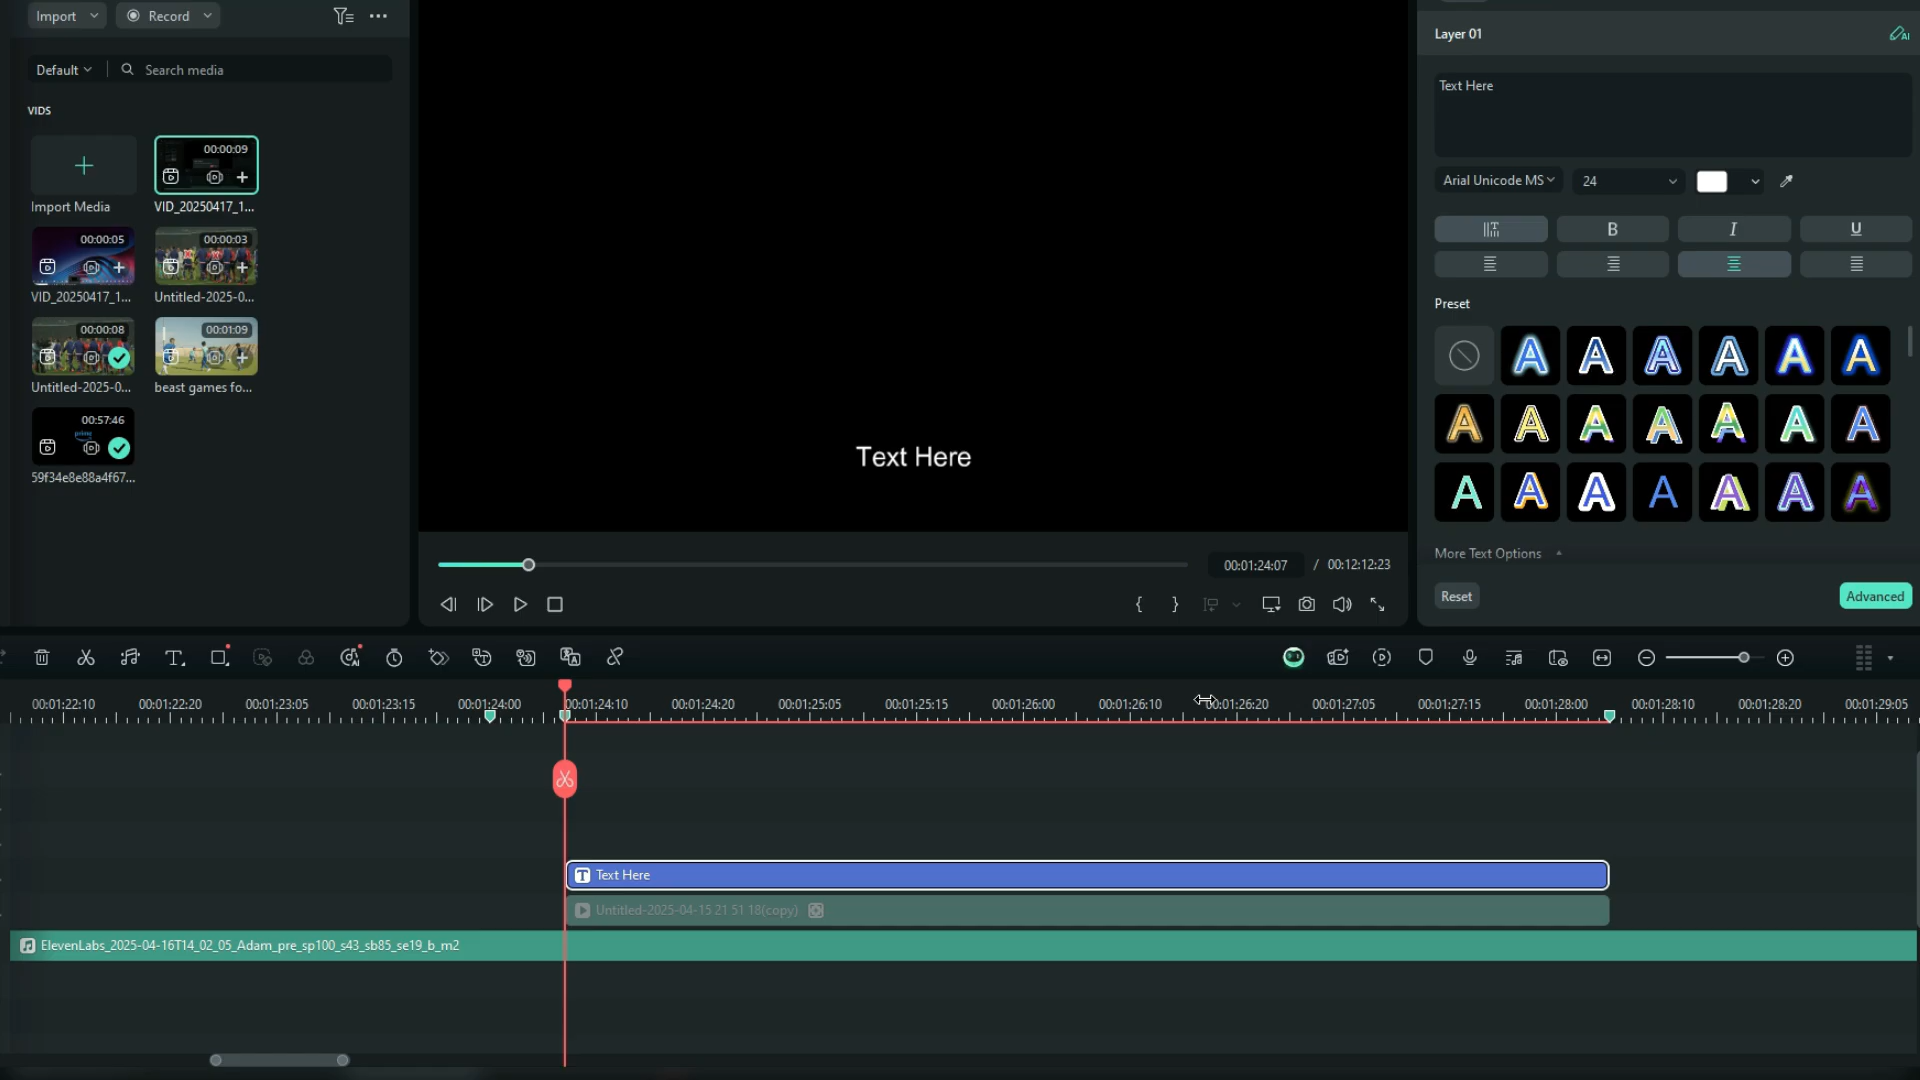 Import
Record
Default
Search media
VIDS
00:00:09
Import Media
VID_20250417_1...
00:00:05
00:00:03
VID_20250417_1...
Untitled-2025-0...
00:00:08
00:01:09
Untitled-2025-0...
beast games fo...
00:57:46
prime
59f34e8e88a4f67...
Text Here
00:01:24:07 / 00:12:12:23
Layer 01
AI
Text Here
Arial Unicode MS
24
B
I
U
Preset
A A A A A A
A A A A A A A
A A A A A A A
More Text Options
Reset
Advanced
00:01:22:10 00:01:22:20 00:01:23:05 00:01:23:15 00:01:24:00 00:01:24:10 00:01:24:20 00:01:25:05 00:01:25:15 00:01:26:00 00:01:26:10 00:01:26:20 00:01:27:05 00:01:27:15 00:01:28:00 00:01:28:10 00:01:28:20 00:01:29:05
T Text Here
Untitled-2025-04-15 21 51 18(copy)
ElevenLabs_2025-04-16T14_02_05_Adam_pre_sp100_s43_sb85_se19_b_m2